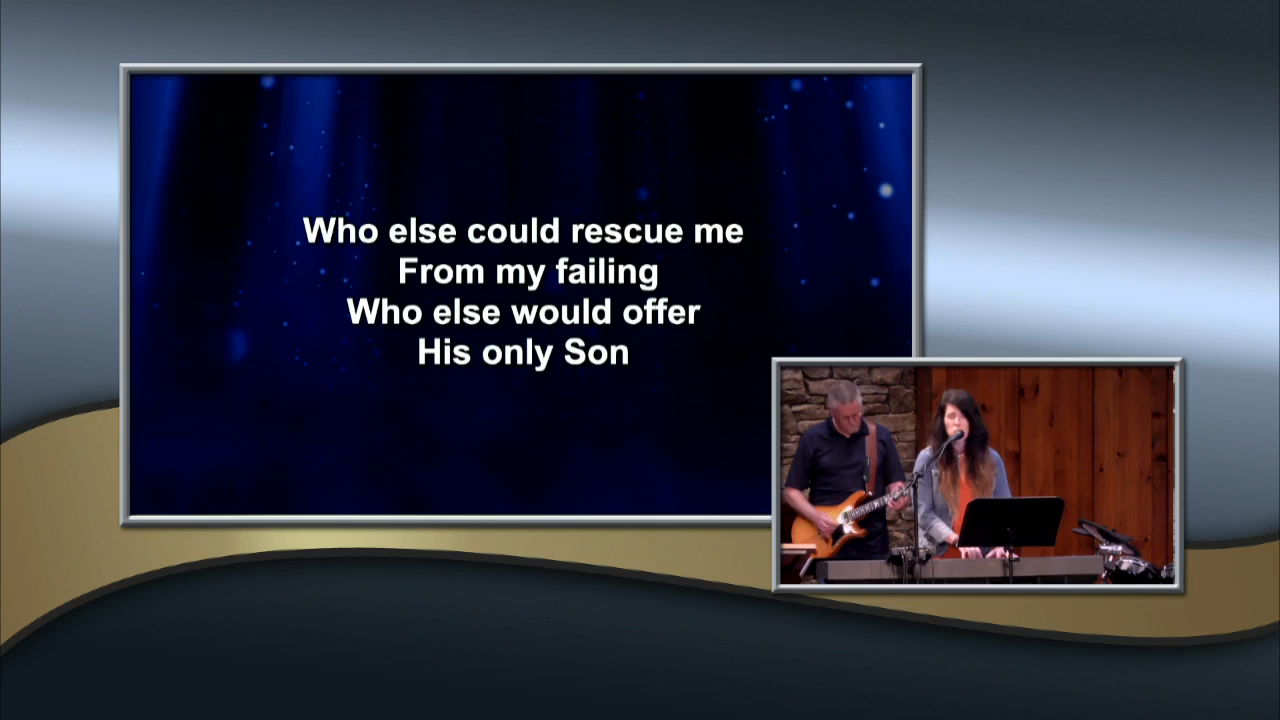 Who else could rescue me
From my failing
Who else would offer
His only Son